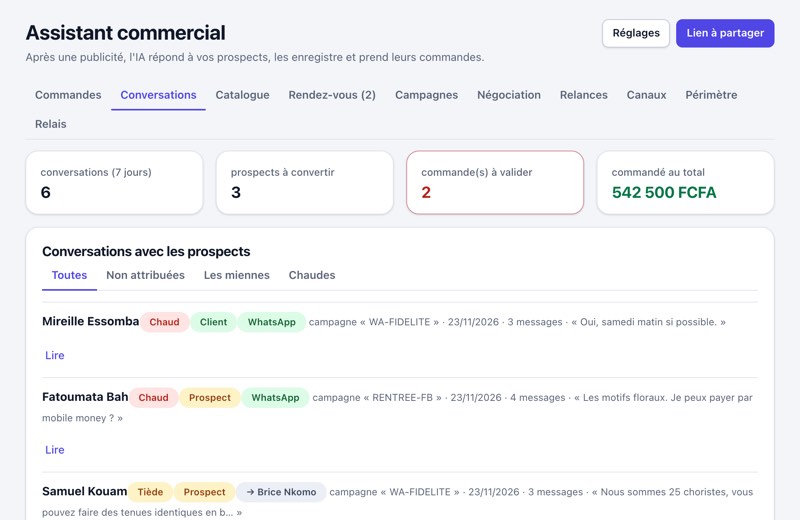 Assistant commercial
Réglages
Lien à partager
Après une publicité, l'IA répond à vos prospects, les enregistre et prend leurs commandes.
Commandes
Conversations
Catalogue
Rendez-vous (2)
Campagnes
Négociation
Relances
Canaux
Périmètre
Relais
conversations (7 jours)
6
prospects à convertir
3
commande(s) à valider
2
commandé au total
542 500 FCFA
Conversations avec les prospects
Toutes
Non attribuées
Les miennes
Chaudes
Mireille Essomba Chaud Client WhatsApp campagne « WA-FIDELITE » · 23/11/2026 · 3 messages · « Oui, samedi matin si possible. »
Lire
Fatoumata Bah Chaud Prospect WhatsApp campagne « RENTREE-FB » · 23/11/2026 · 4 messages · « Les motifs floraux. Je peux payer par
mobile money ? »
Lire
Samuel Kouam Tiède Prospect → Brice Nkomo campagne « WA-FIDELITE » · 23/11/2026 · 3 messages · « Nous sommes 25 choristes, vous
pouvez faire des tenues identiques en b... »